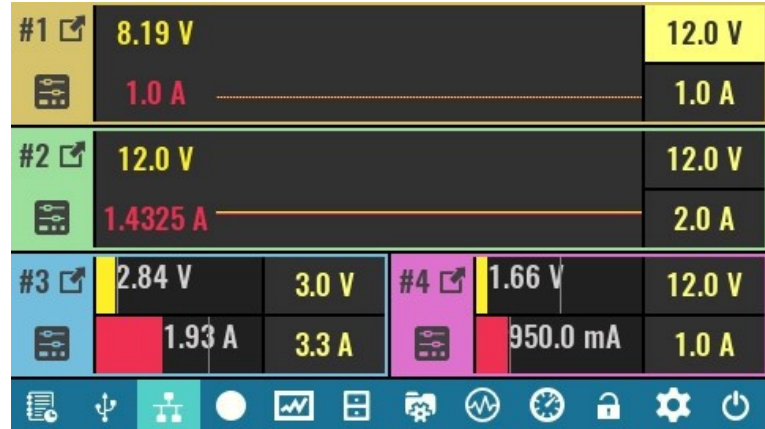 #1 8.19 V 12.0 V
1.0 A 1.0 A
#2 12.0 V 12.0 V
1.4325 A 2.0 A
#3 2.84 V 3.0 V #4 1.66 V 12.0 V
1.93 A 3.3 A 950.0 mA 1.0 A